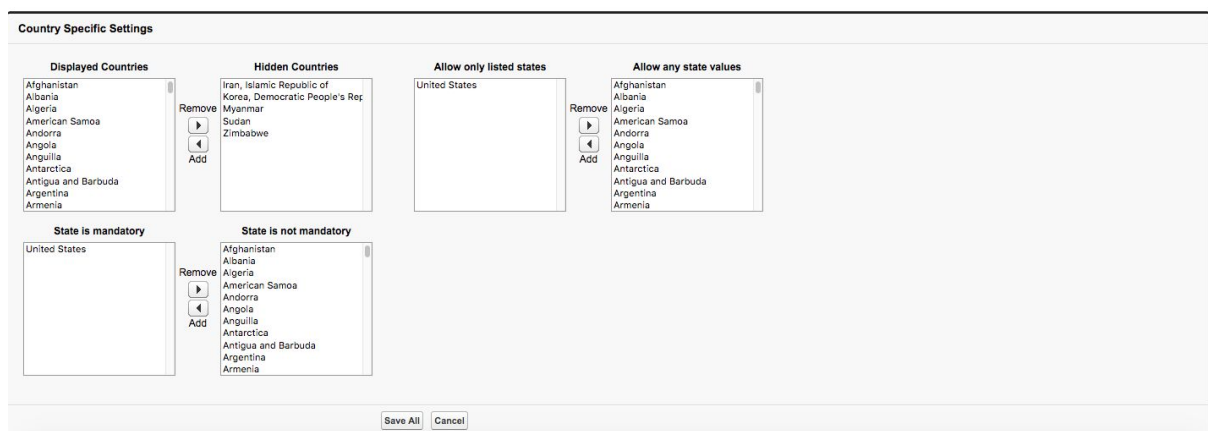 Country Specific Settings
Displayed Countries
Afghanistan
Albania
Algeria
American Samoa
Andorra
Angola
Anguilla
Antarctica
Antigua and Barbuda
Argentina
Armenia
Remove
Add
Hidden Countries
Iran, Islamic Republic of
Korea, Democratic People's Rep
Myanmar
Sudan
Zimbabwe
Allow only listed states
United States
Remove
Add
Allow any state values
Afghanistan
Albania
Algeria
American Samoa
Andorra
Angola
Anguilla
Antarctica
Antigua and Barbuda
Argentina
Armenia
State is mandatory
United States
Remove
Add
State is not mandatory
Afghanistan
Albania
Algeria
American Samoa
Andorra
Angola
Anguilla
Antarctica
Antigua and Barbuda
Argentina
Armenia
Save All
Cancel